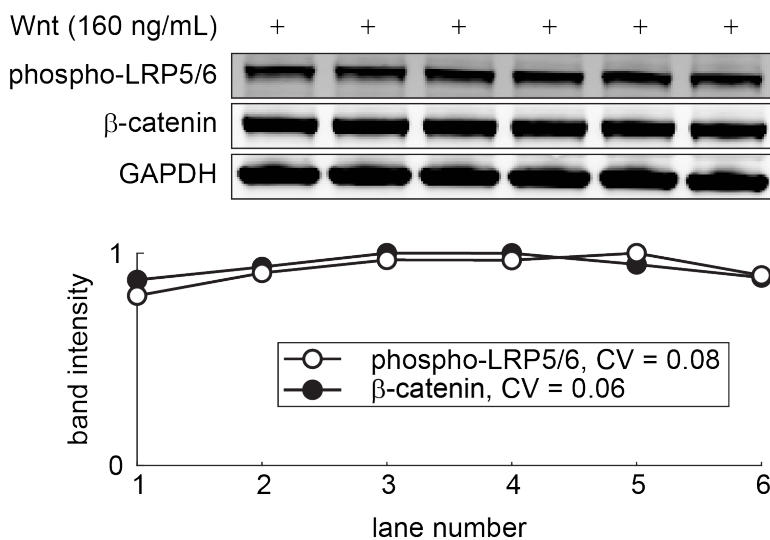 Wnt (160 ng/mL) + + + + + +
phospho-LRP5/6
β-catenin
GAPDH
1
band intensity
phospho-LRP5/6, CV = 0.08
β-catenin, CV = 0.06
0
1 2 3 4 5 6
lane number